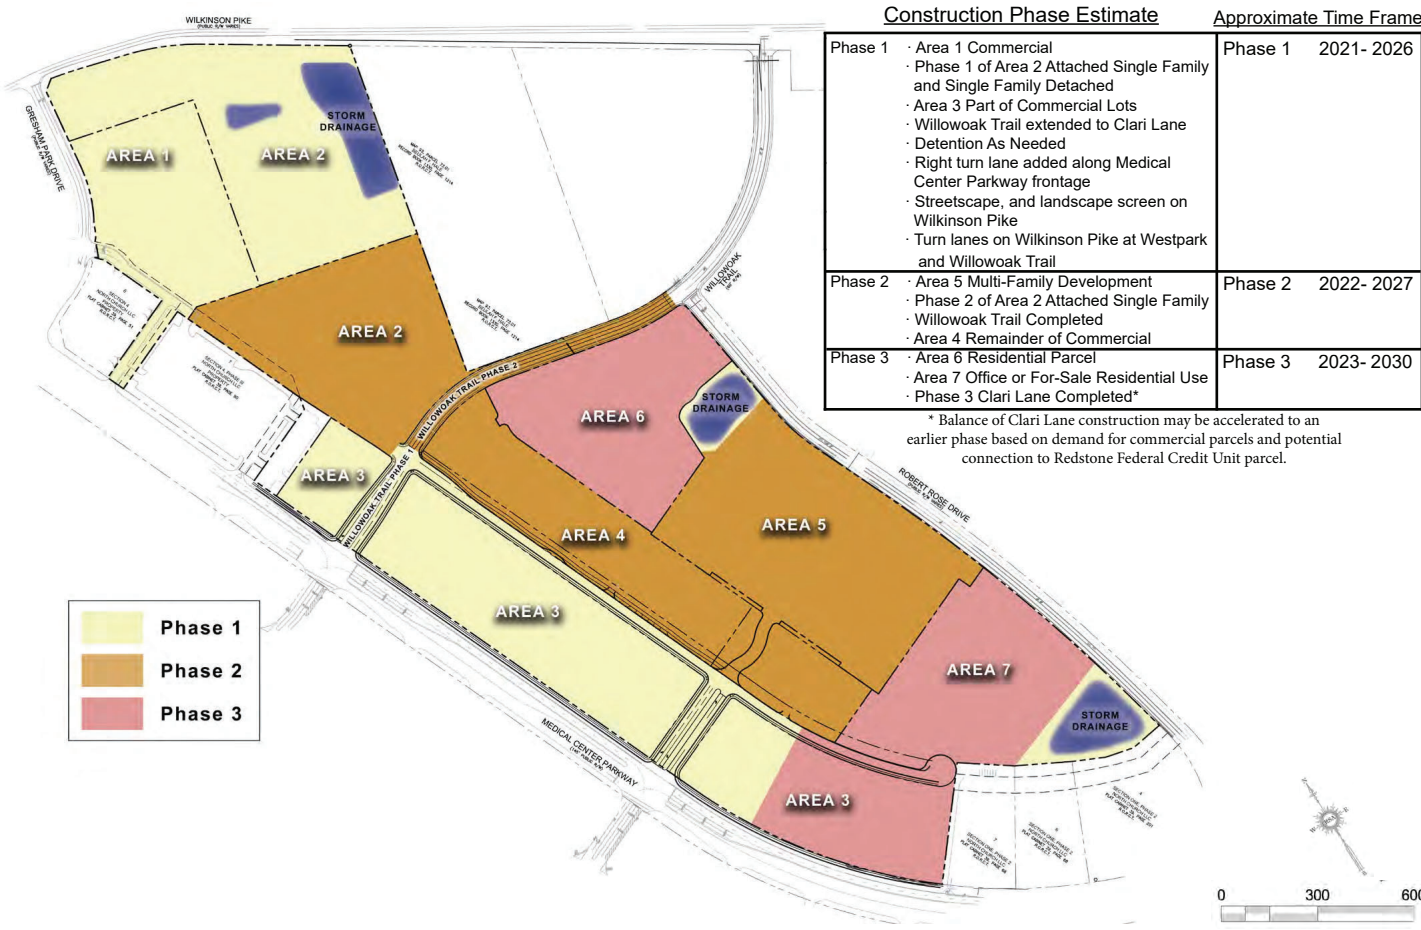 Construction Phase Estimate
Approximate Time Frame
Phase 1 · Area 1 Commercial
· Phase 1 of Area 2 Attached Single Family
and Single Family Detached
· Area 3 Part of Commercial Lots
· Willowoak Trail extended to Clari Lane
· Detention As Needed
· Right turn lane added along Medical
Center Parkway frontage
· Streetscape, and landscape screen on
Wilkinson Pike
· Turn lanes on Wilkinson Pike at Westpark
and Willowoak Trail
Phase 1 2021- 2026
Phase 2 · Area 5 Multi-Family Development
· Phase 2 of Area 2 Attached Single Family
· Willowoak Trail Completed
· Area 4 Remainder of Commercial
Phase 2 2022- 2027
Phase 3 · Area 6 Residential Parcel
· Area 7 Office or For-Sale Residential Use
· Phase 3 Clari Lane Completed*
Phase 3 2023- 2030
* Balance of Clari Lane construction may be accelerated to an
earlier phase based on demand for commercial parcels and potential
connection to Redstone Federal Credit Unit parcel.
WILKINSON PIKE
(PUBLIC R/W VARIES)
GRESHAM PARK DRIVE
AREA 1
AREA 2
STORM
DRAINAGE
WILLOWOAK
TRAIL
AREA 2
WILLOWOAK TRAIL PHASE 2
AREA 6
STORM
DRAINAGE
AREA 3
WILLOWOAK TRAIL PHASE 1
AREA 4
AREA 5
ROBERT ROSE DRIVE
AREA 3
AREA 7
STORM
DRAINAGE
MEDICAL CENTER PARKWAY
AREA 3
Phase 1
Phase 2
Phase 3
0 300 600